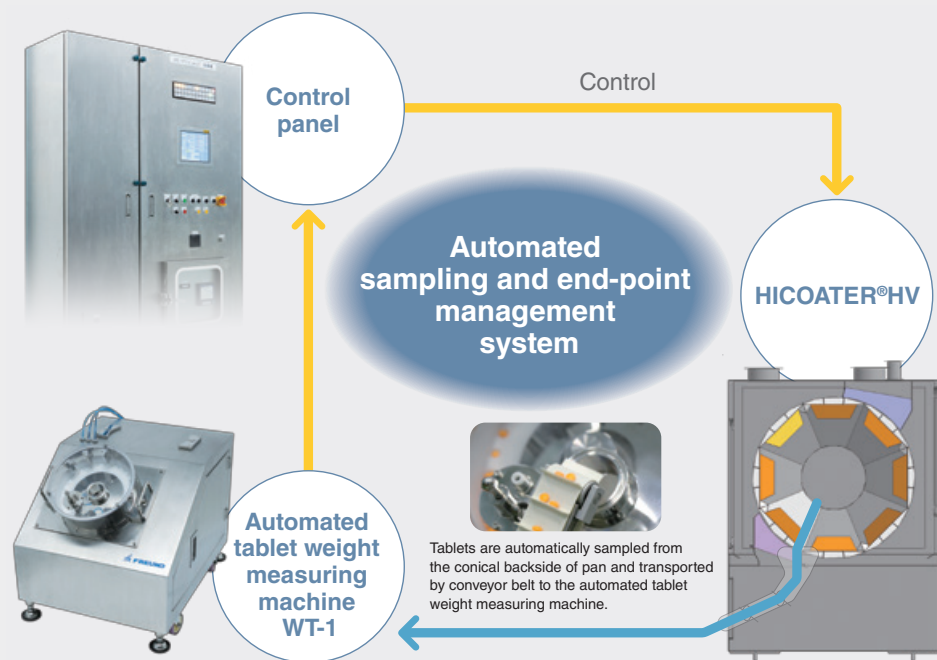 Control
panel
Control
Automated
sampling and end-point
management
system
HICOATER®HV
Automated
tablet weight
measuring
machine
WT-1
FREUND
Tablets are automatically sampled from
the conical backside of pan and transported
by conveyor belt to the automated tablet
weight measuring machine.